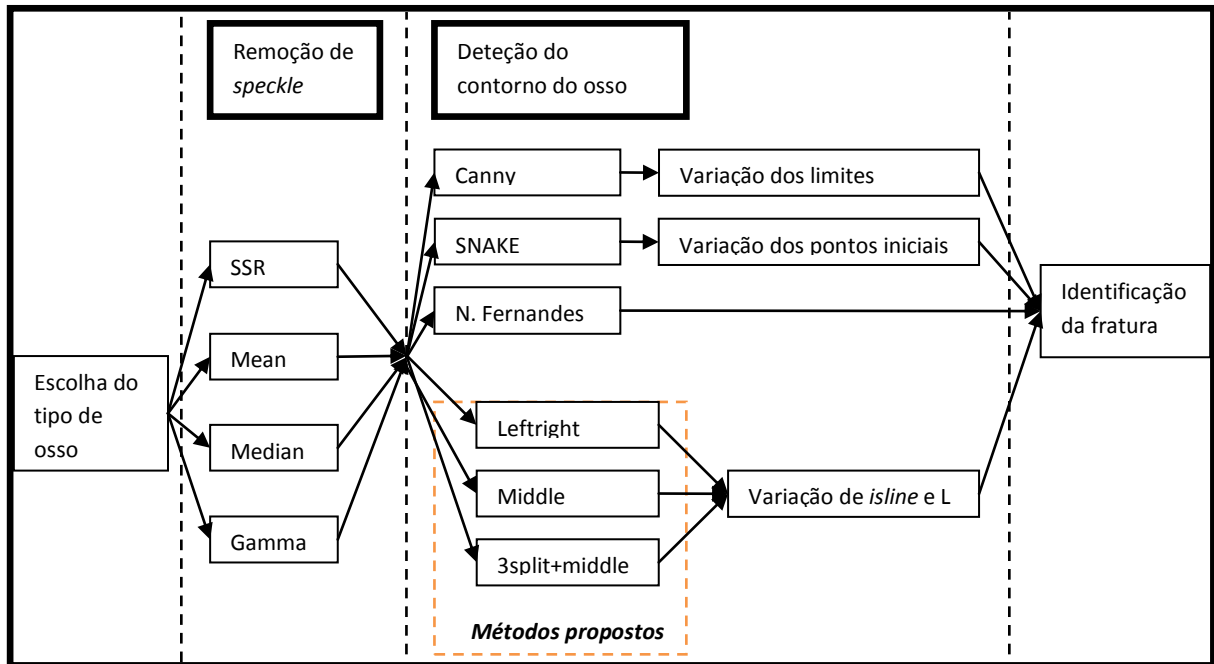 Remoção de
speckle
Deteção do
contorno do osso
Canny
Variação dos limites
SNAKE
Variação dos pontos iniciais
SSR
N. Fernandes
Identificação
da fratura
Mean
Escolha do
tipo de
osso
Leftright
Median
Middle
Variação de isline e L
Gamma
3split+middle
Métodos propostos